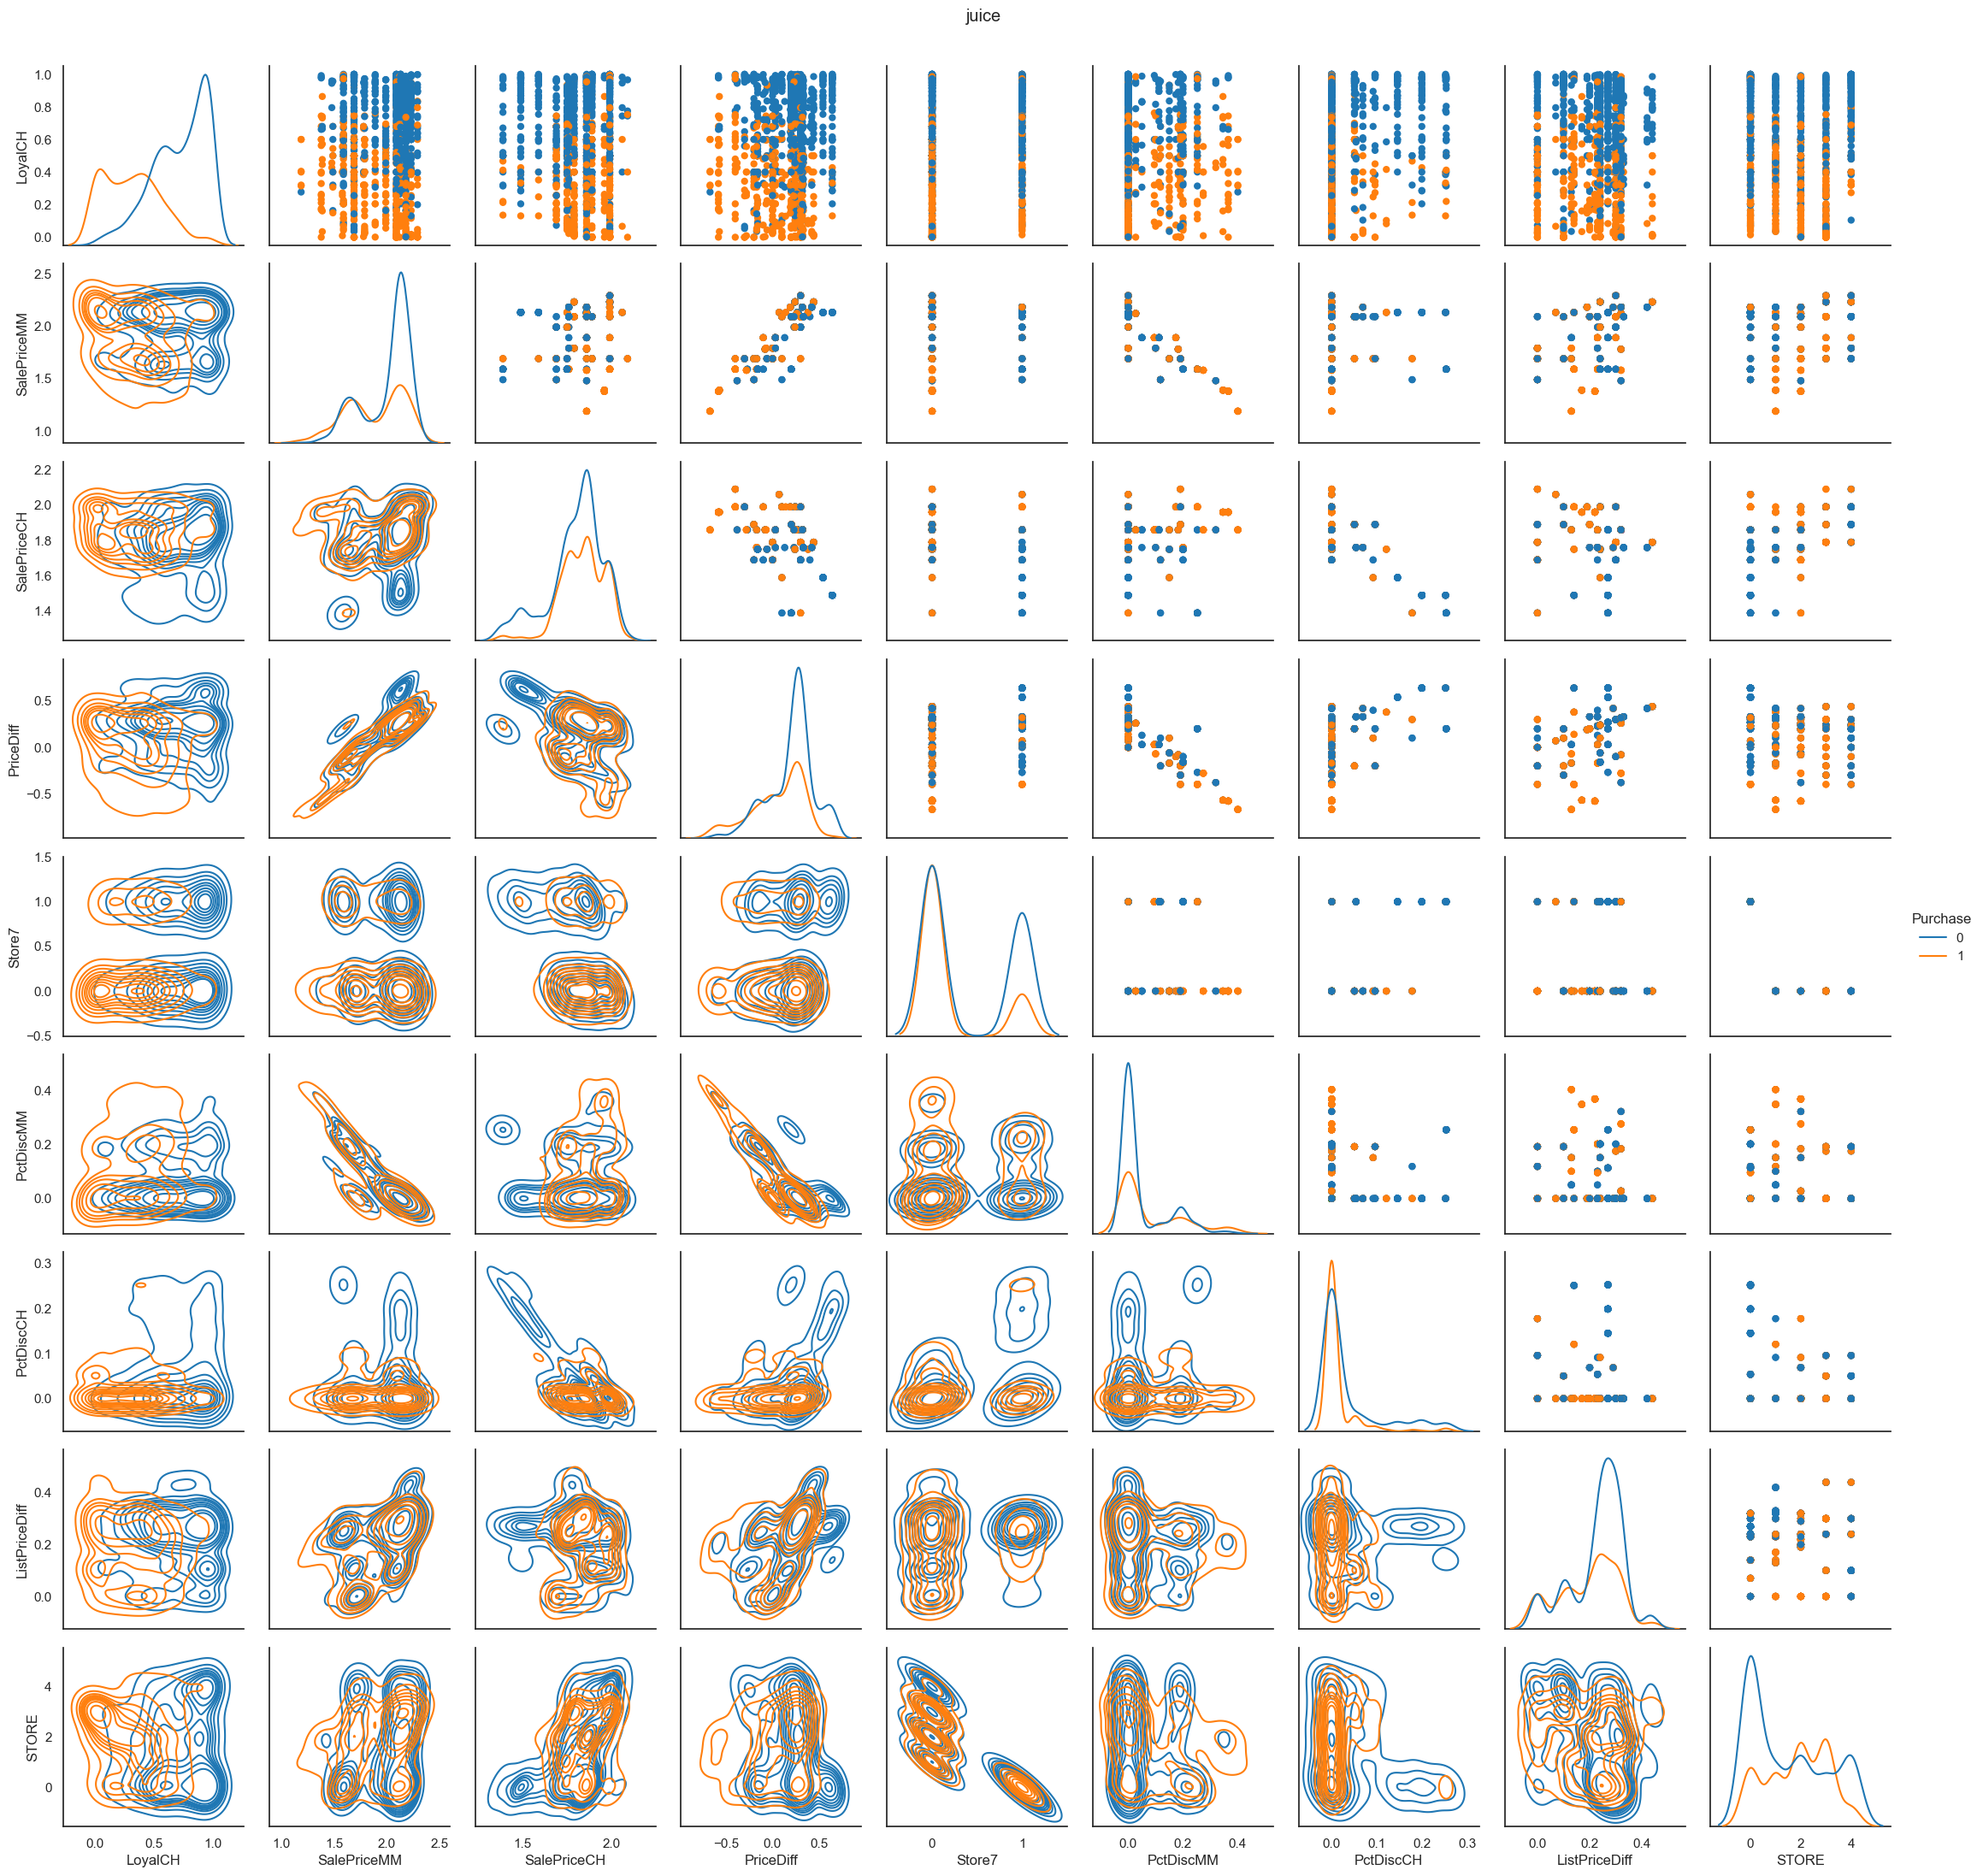 juice
1.0
0.8
0.6
0.4
0.2
0.0
LoyalCH
2.5
2.0
1.5
1.0
SalePriceMM
2.2
2.0
1.8
1.6
1.4
SalePriceCH
0.5
0.0
−0.5
PriceDiff
1.5
1.0
0.5
0.0
−0.5
Store7
Purchase
0
1
0.4
0.2
0.0
PctDiscMM
0.3
0.2
0.1
0.0
PctDiscCH
0.4
0.2
0.0
ListPriceDiff
4
2
0
STORE
0.0 0.5 1.0 1.0 1.5 2.0 2.5 1.5 2.0 −0.5 0.0 0.5 0 1 0.0 0.2 0.4 0.0 0.1 0.2 0.3 0.0 0.2 0.4 0 2 4
LoyalCH SalePriceMM SalePriceCH PriceDiff Store7 PctDiscMM PctDiscCH ListPriceDiff STORE